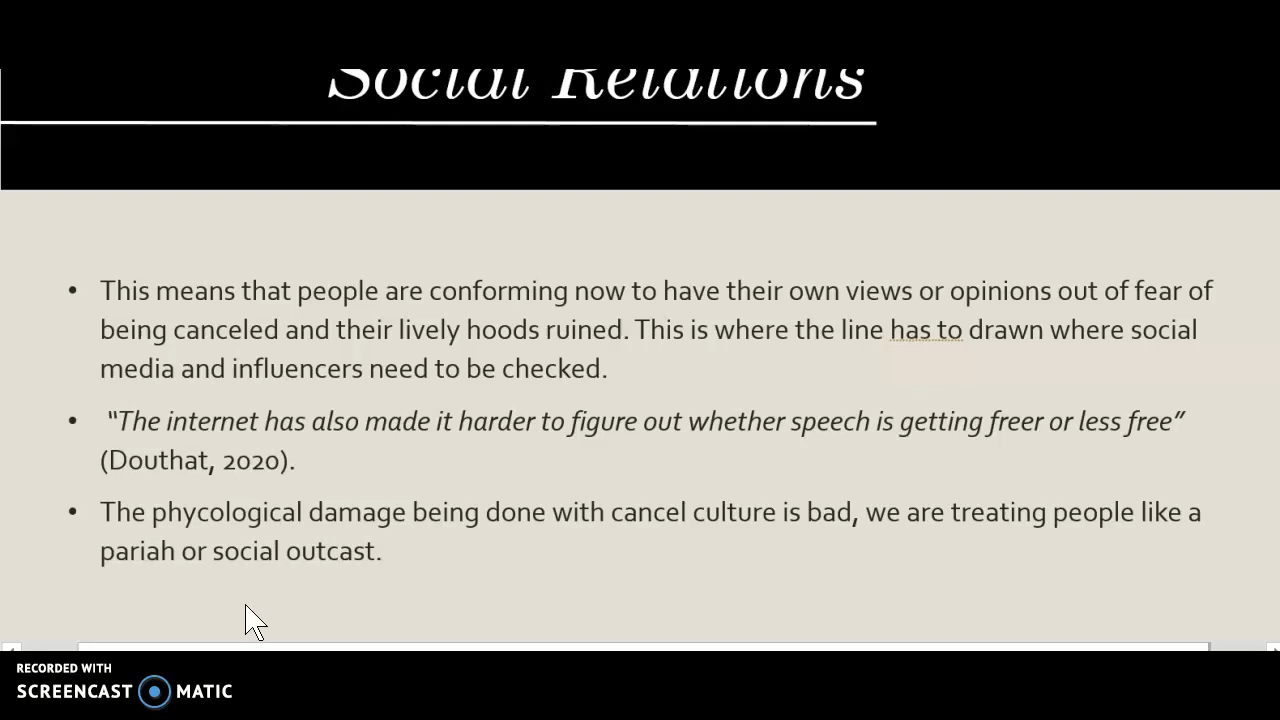 Social Relations
• This means that people are conforming now to have their own views or opinions out of fear of
being canceled and their lively hoods ruined. This is where the line has to drawn where social
media and influencers need to be checked.
• “The internet has also made it harder to figure out whether speech is getting freer or less free”
(Douthat, 2020).
• The phycological damage being done with cancel culture is bad, we are treating people like a
pariah or social outcast.
RECORDED WITH
SCREENCAST MATIC